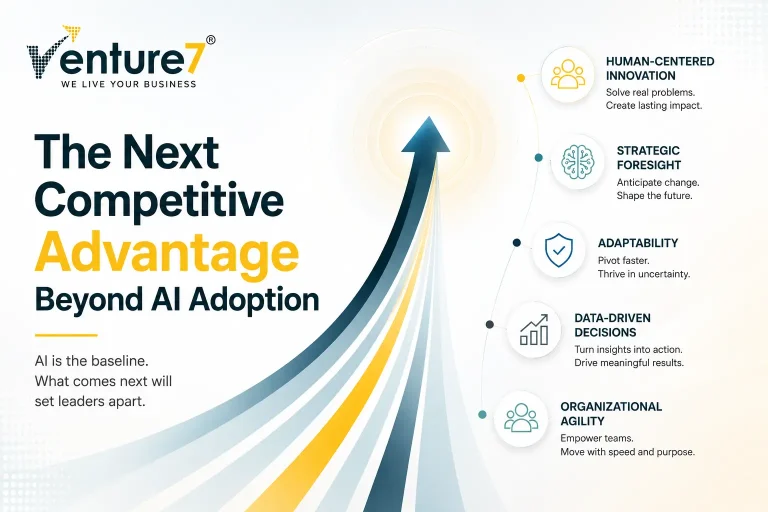 Venture7®
WE LIVE YOUR BUSINESS
The Next
Competitive
Advantage
Beyond AI Adoption
AI is the baseline.
What comes next will
set leaders apart.
HUMAN-CENTERED
INNOVATION
Solve real problems.
Create lasting impact.
STRATEGIC
FORESIGHT
Anticipate change.
Shape the future.
ADAPTABILITY
Pivot faster.
Thrive in uncertainty.
DATA-DRIVEN
DECISIONS
Turn insights into action.
Drive meaningful results.
ORGANIZATIONAL
AGILITY
Empower teams.
Move with speed and purpose.